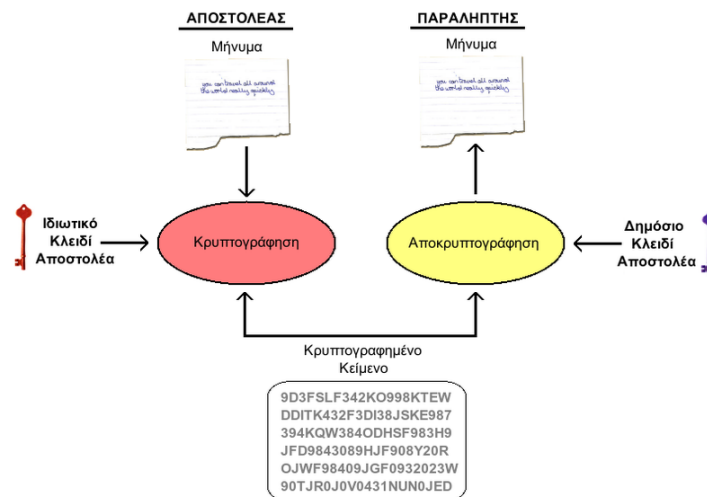 ΑΠΟΣΤΟΛΕΑΣ
Μήνυμα
you can travel all around
the world really quickly
ΠΑΡΑΛΗΠΤΗΣ
Μήνυμα
you can travel all around
the world really quickly
Ιδιωτικό
Κλειδί
Αποστολέα
Κρυπτογράφηση
Αποκρυπτογράφηση
Δημόσιο
Κλειδί
Αποστολέα
Κρυπτογραφημένο
Κείμενο
9D3FSLF342KO998KTEW
DDITK432F3DI38JSKE987
394KQW384ODHSF983H9
JFD9843089HJF908Y20R
OJWF98409JGF0932023W
90TJR0J0V0431NUN0JED